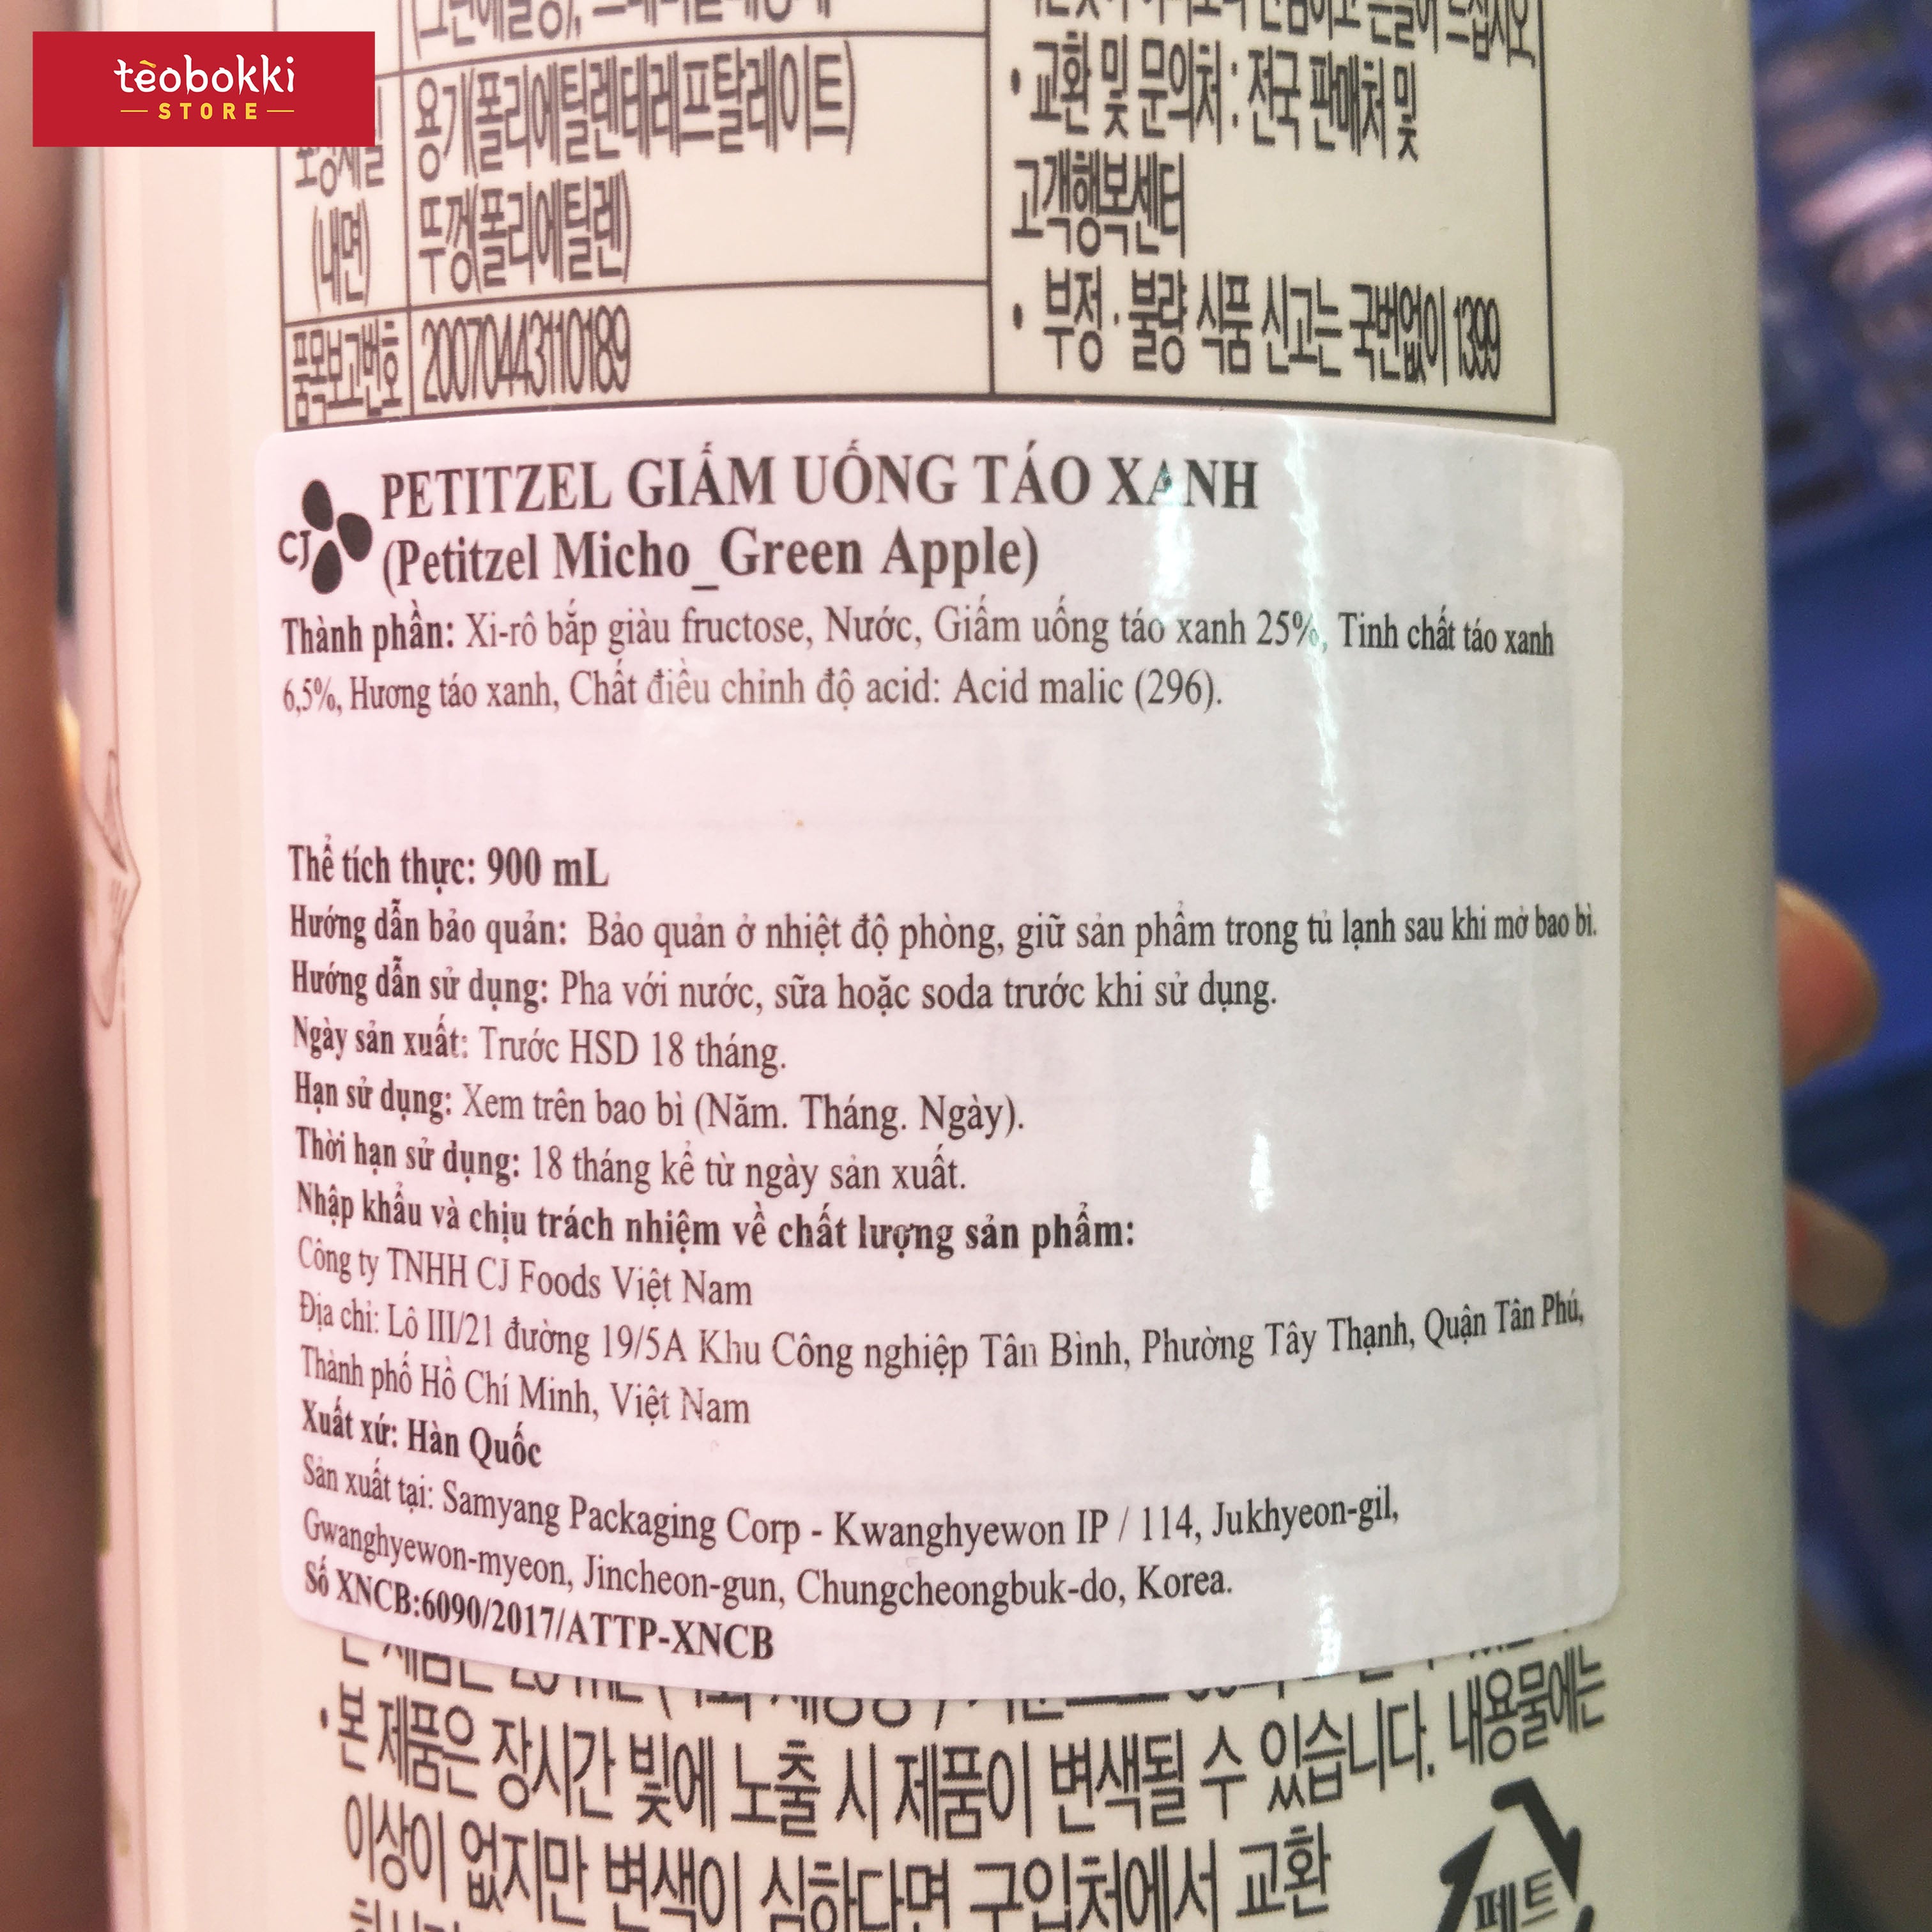 tèobokki
STORE
용기(폴리에틸렌테레프탈레이트)
(내면)
뚜껑(폴리에틸렌)
품목보고번호
20070443110189
• 교환 및 문의처 : 전국 판매처 및
고객행복센터
• 부정 · 불량 식품 신고는 국번없이 1399
CJ
PETITZEL GIẤM UỐNG TÁO XANH
(Petitzel Micho_Green Apple)
Thành phần: Xi-rô bắp giàu fructose, Nước, Giấm uống táo xanh 25%, Tinh chất táo xanh
6,5%, Hương táo xanh, Chất điều chỉnh độ acid: Acid malic (296).
Thể tích thực: 900 mL
Hướng dẫn bảo quản: Bảo quản ở nhiệt độ phòng, giữ sản phẩm trong tủ lạnh sau khi mở bao bì.
Hướng dẫn sử dụng: Pha với nước, sữa hoặc soda trước khi sử dụng.
Ngày sản xuất: Trước HSD 18 tháng.
Hạn sử dụng: Xem trên bao bì (Năm. Tháng. Ngày).
Thời hạn sử dụng: 18 tháng kể từ ngày sản xuất.
Nhập khẩu và chịu trách nhiệm về chất lượng sản phẩm:
Công ty TNHH CJ Foods Việt Nam
Địa chỉ: Lô III/21 đường 19/5A Khu Công nghiệp Tân Bình, Phường Tây Thạnh, Quận Tân Phú,
Thành phố Hồ Chí Minh, Việt Nam
Xuất xứ: Hàn Quốc
Sản xuất tại: Samyang Packaging Corp - Kwanghyewon IP / 114, Jukhyeon-gil,
Gwanghyewon-myeon, Jincheon-gun, Chungcheongbuk-do, Korea.
Số XNCB:6090/2017/ATTP-XNCB
• 본 제품은 장시간 빛에 노출 시 제품이 변색될 수 있습니다. 내용물에는
이상이 없지만 변색이 심하다면 구입처에서 교환
페트